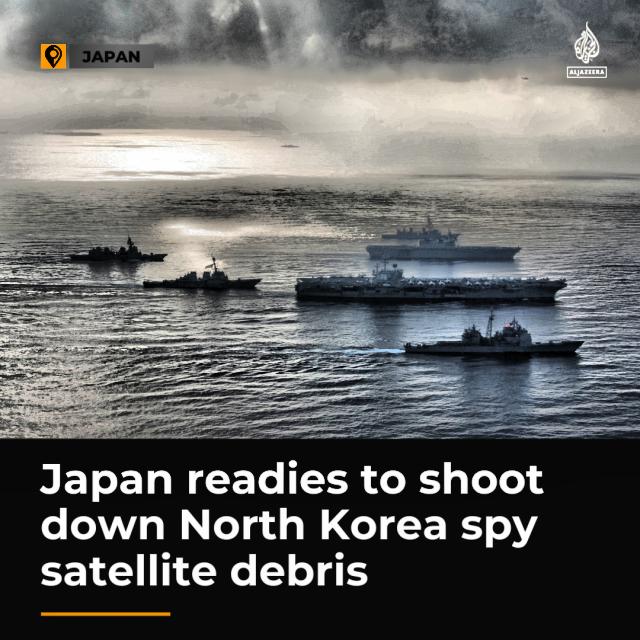 JAPAN
ALJAZEERA
Japan readies to shoot
down North Korea spy
satellite debris